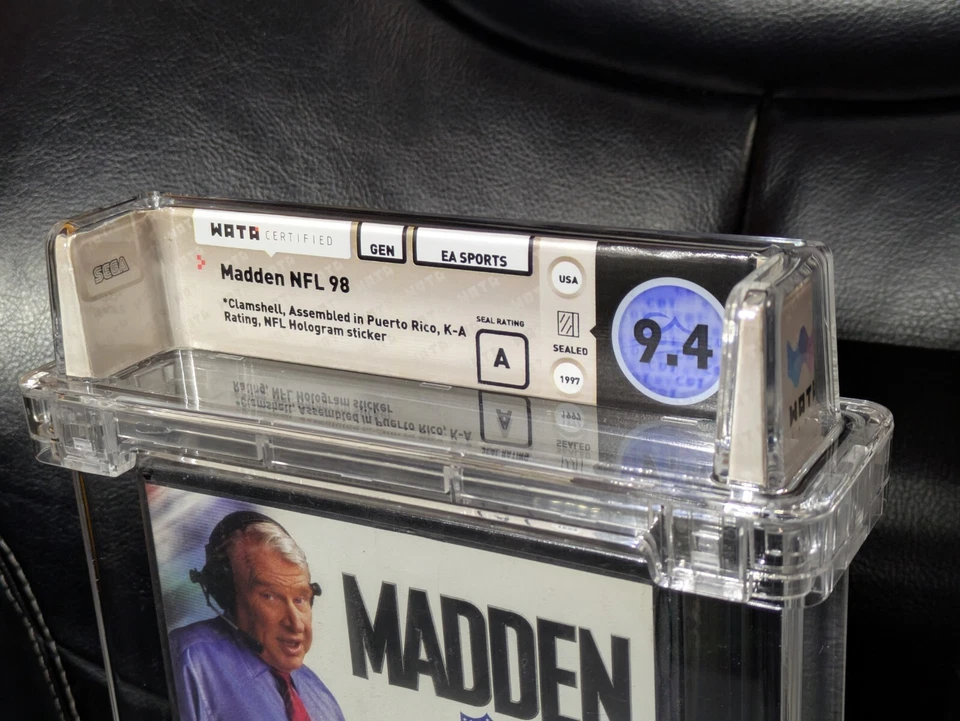 SEGA
WATA CERTIFIED
GEN
EA SPORTS
Madden NFL 98
*Clamshell, Assembled in Puerto Rico, K-A
Rating, NFL Hologram sticker
SEAL RATING
A
USA
SEALED
1997
9.4
WATA
MADDEN